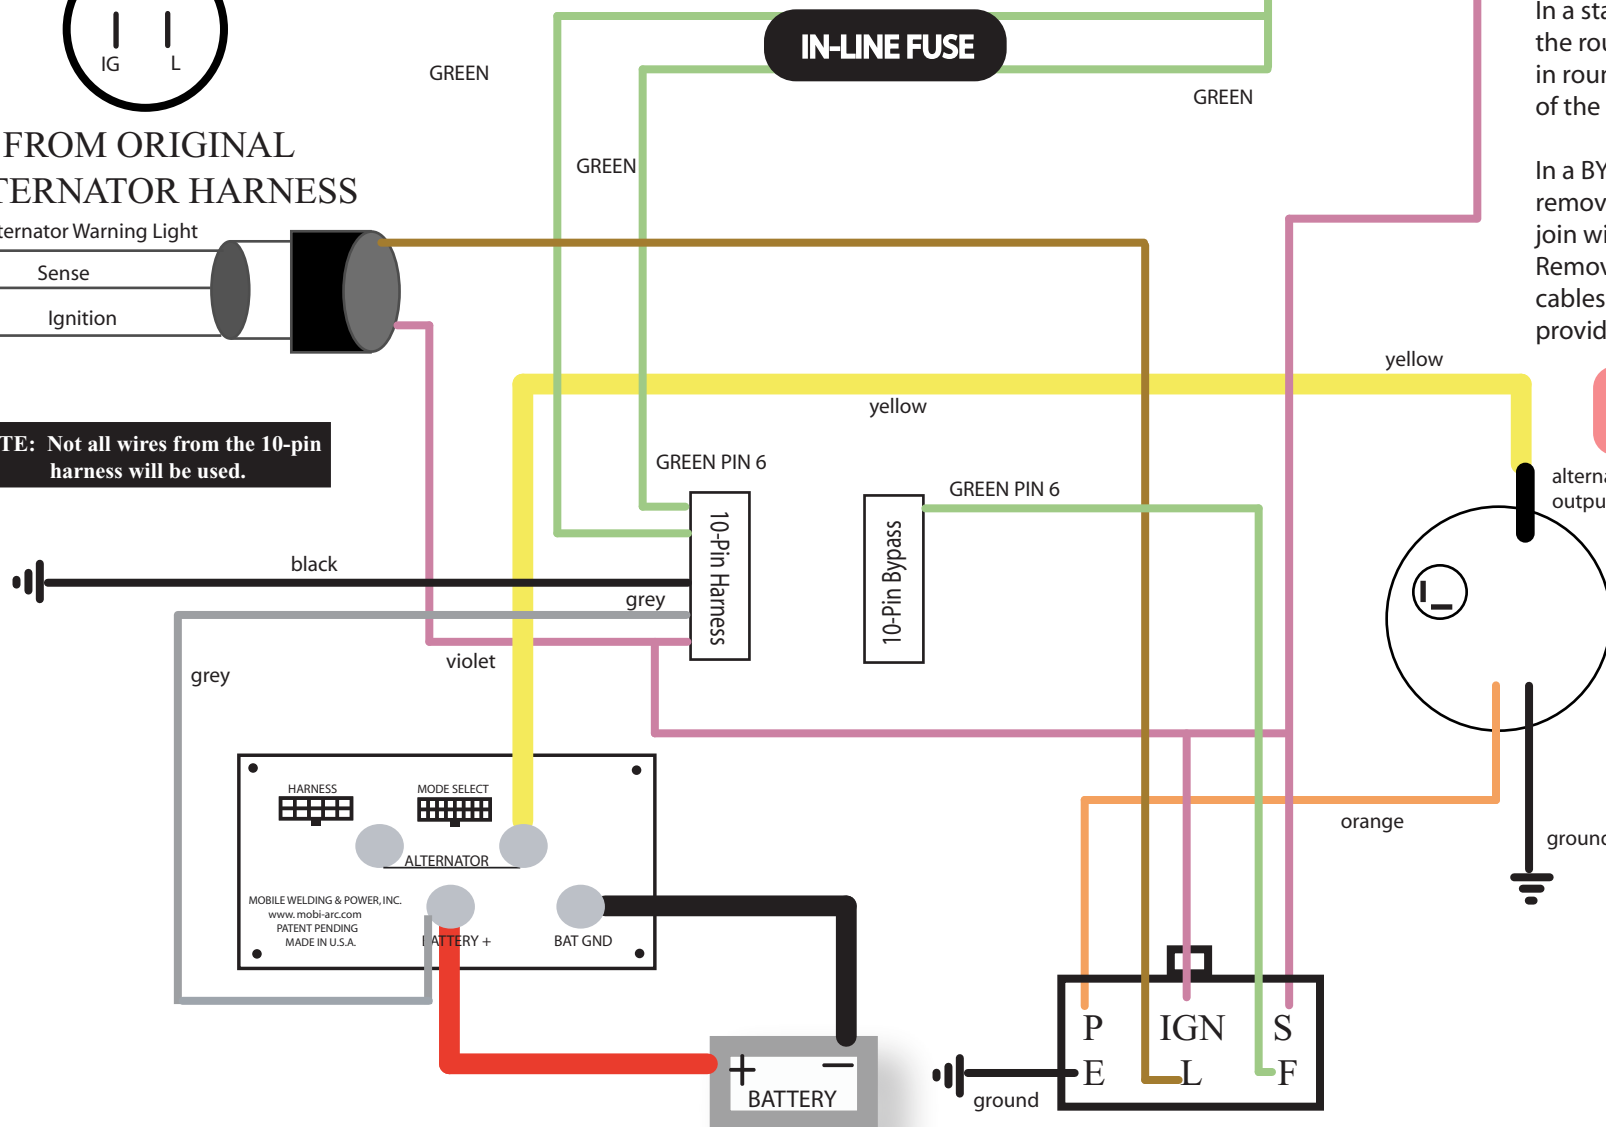 IG L
FROM ORIGINAL
TERNATOR HARNESS
ternator Warning Light
Sense
Ignition
TE: Not all wires from the 10-pin
harness will be used.
GREEN
IN-LINE FUSE
GREEN
GREEN
In a sta
the rou
in roun
of the
In a BY
remov
join wi
Remov
cables
provid
yellow
yellow
GREEN PIN 6
GREEN PIN 6
10-Pin Harness
10-Pin Bypass
alterna
outpu
black
grey
violet
grey
HARNESS
MODE SELECT
ALTERNATOR
MOBILE WELDING & POWER, INC.
www. mobi-arc.com
PATENT PENDING
MADE IN U.S.A.
BATTERY +
BAT GND
orange
ground
P IGN S
E L F
ground
+ −
BATTERY